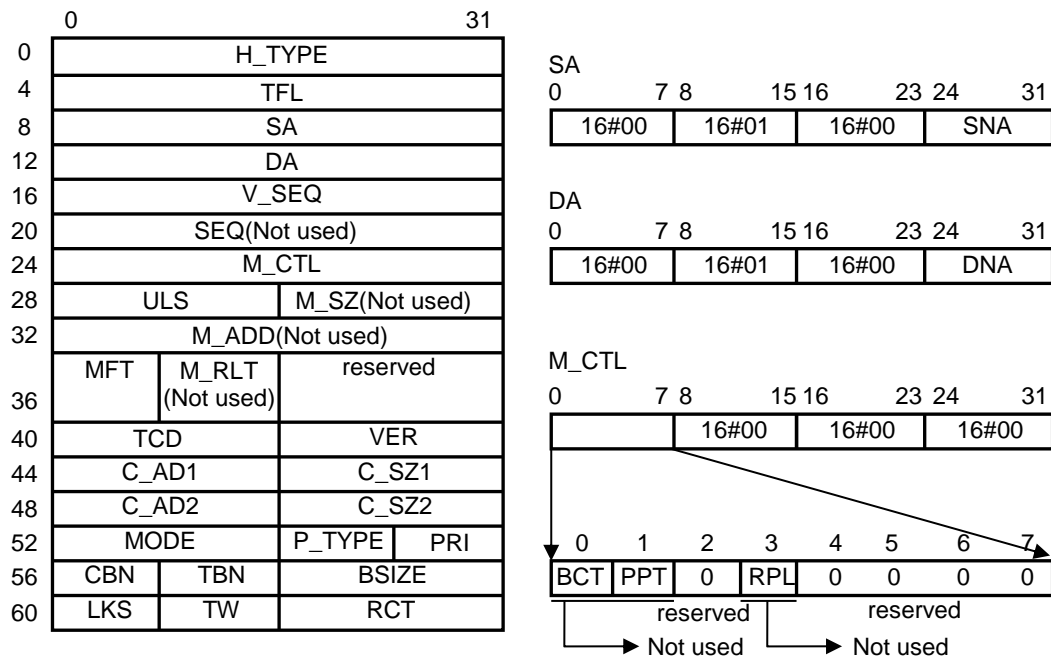 0 31
0 H_TYPE
4 TFL
8 SA
12 DA
16 V_SEQ
20 SEQ(Not used)
24 M_CTL
28 ULS M_SZ(Not used)
32 M_ADD(Not used)
36 MFT M_RLT (Not used) reserved
40 TCD VER
44 C_AD1 C_SZ1
48 C_AD2 C_SZ2
52 MODE P_TYPE PRI
56 CBN TBN BSIZE
60 LKS TW RCT
SA
0 7 8 15 16 23 24 31
16#00 16#01 16#00 SNA
DA
0 7 8 15 16 23 24 31
16#00 16#01 16#00 DNA
M_CTL
0 7 8 15 16 23 24 31
16#00 16#00 16#00
0 1 2 3 4 5 6 7
BCT PPT 0 RPL 0 0 0 0
reserved reserved
Not used Not used